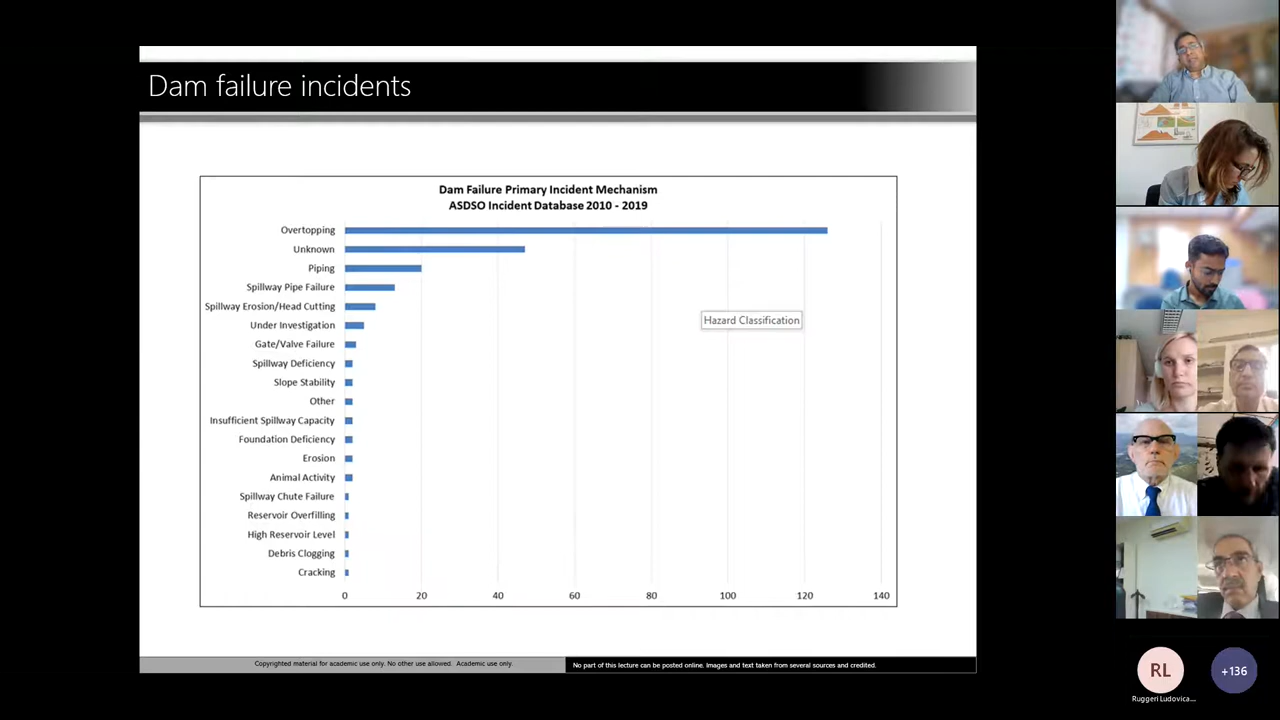 Dam failure incidents
Dam Failure Primary Incident Mechanism
ASDSO Incident Database 2010 - 2019
Overtopping
Unknown
Piping
Spillway Pipe Failure
Spillway Erosion/Head Cutting
Under Investigation
Gate/Valve Failure
Spillway Deficiency
Slope Stability
Other
Insufficient Spillway Capacity
Foundation Deficiency
Erosion
Animal Activity
Spillway Chute Failure
Reservoir Overfilling
High Reservoir Level
Debris Clogging
Cracking
Hazard Classification
0 20 40 60 80 100 120 140
Copyrighted material for academic use only. No other use allowed. Academic use only.
No part of this lecture can be posted online. Images and text taken from several sources and credited.
RL
+136
Ruggeri Ludovica...